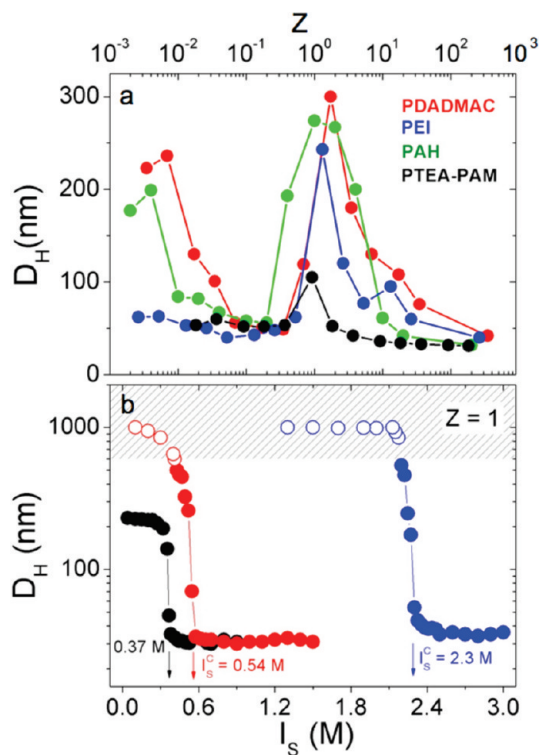 Z
10⁻³ 10⁻² 10⁻¹ 10⁰ 10¹ 10² 10³
a
300
200
100
0
D_H (nm)
PDADMAC
PEI
PAH
PTEA-PAM
b
Z = 1
1000
100
D_H (nm)
0.37 M
I_S^C = 0.54 M
I_S^C = 2.3 M
0.0 0.6 1.2 1.8 2.4 3.0
I_S (M)